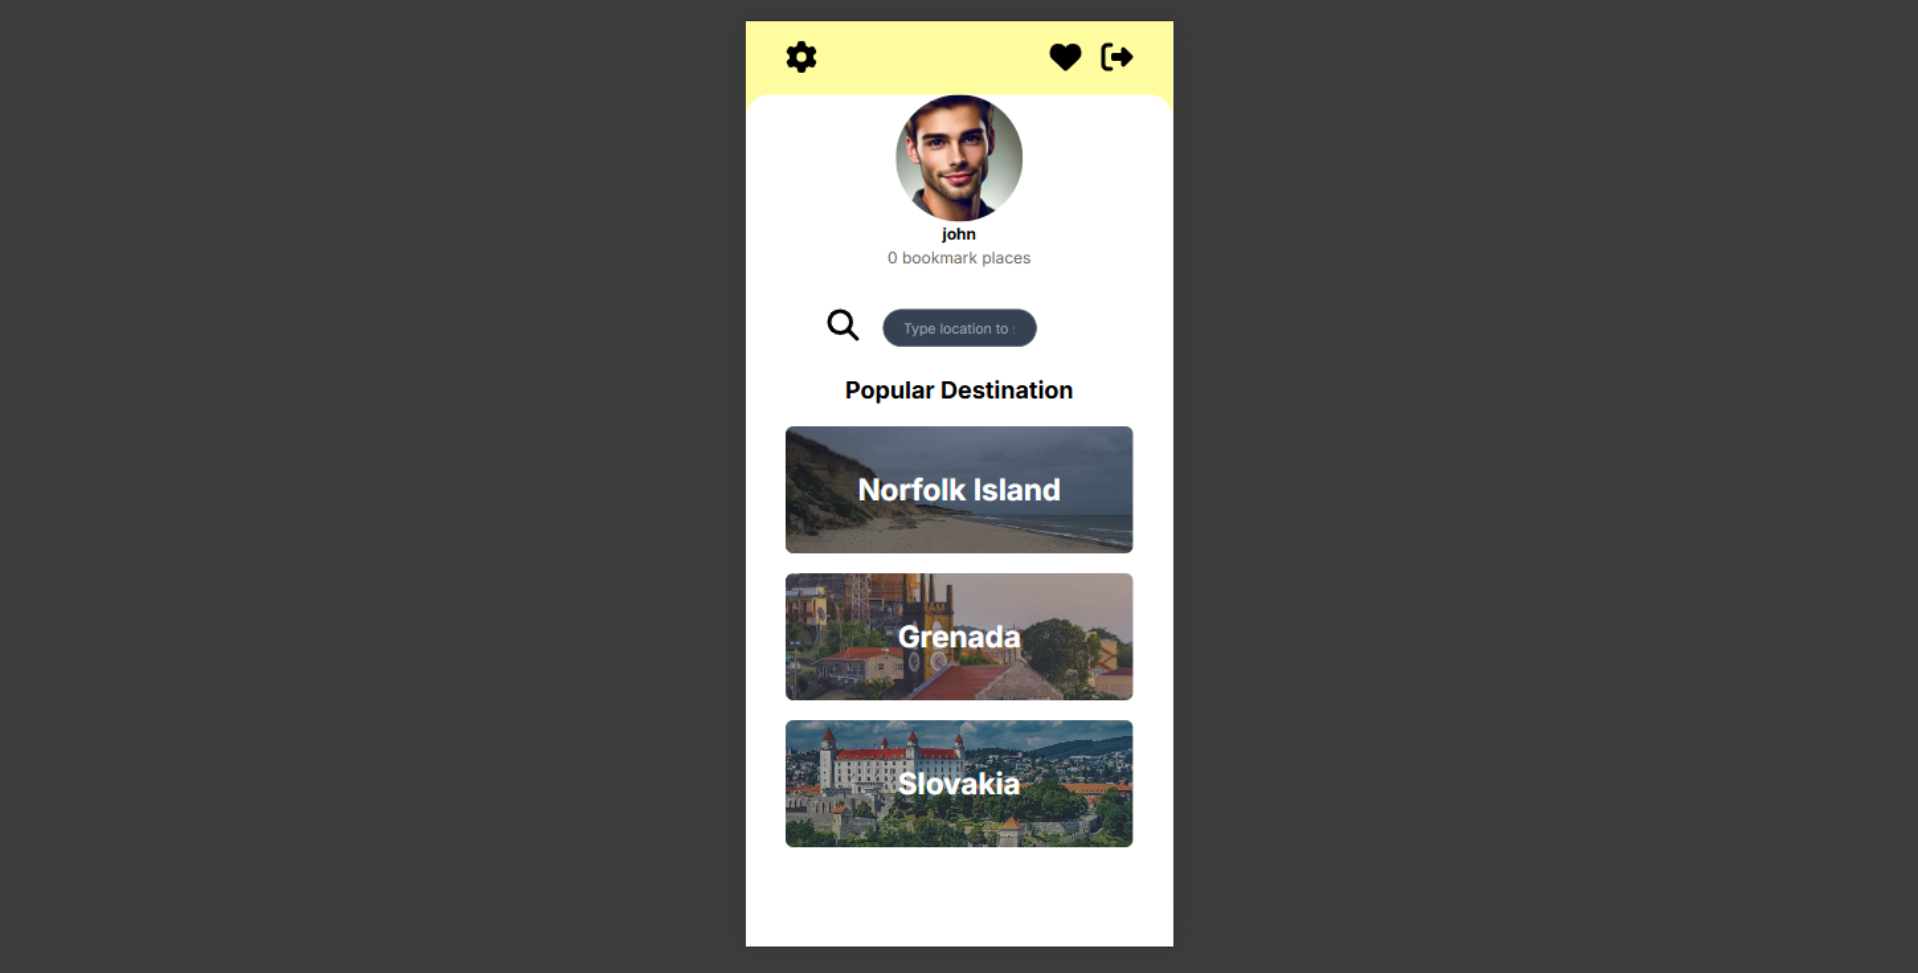 john
0 bookmark places
Type location to
Popular Destination
Norfolk Island
Grenada
Slovakia